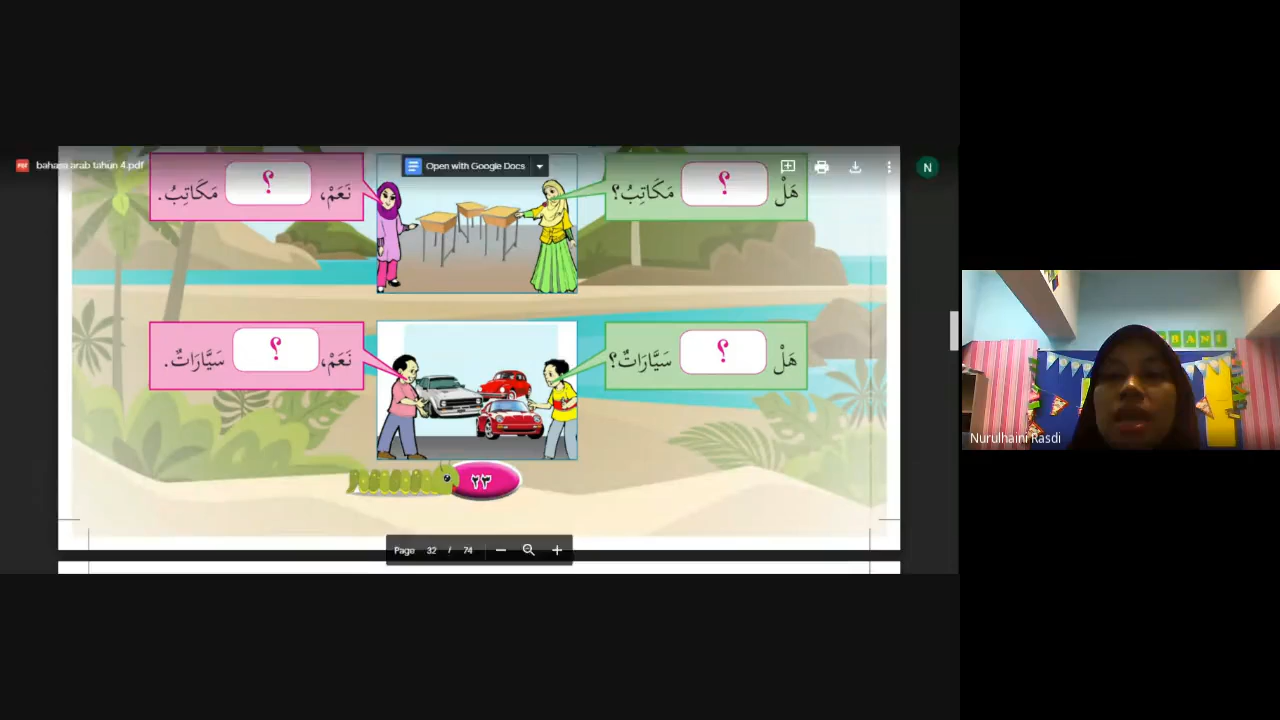 bahasa arab tahun 4.pdf
Open with Google Docs
N
هَلْ ؟ مَكَاتِبُ؟
نَعَمْ، ؟ مَكَاتِبُ.
هَلْ ؟ سَيَّارَاتٌ؟
نَعَمْ، ؟ سَيَّارَاتٌ.
٢٣
Page 32 / 74
BANI
Nurulhaini Rasdi